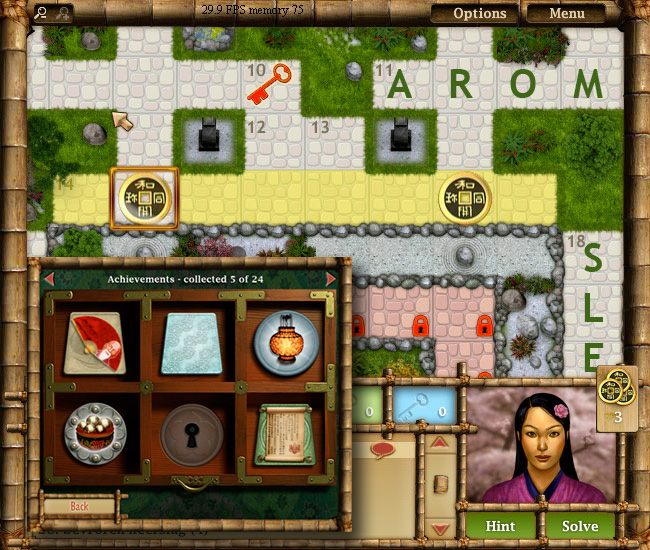 29.9 FPS memory 75
Options
Menu
10
11
A R O M
12
13
14
18
S
L
E
Achievements - collected 5 of 24
0
0
3
Back
Hint
Solve